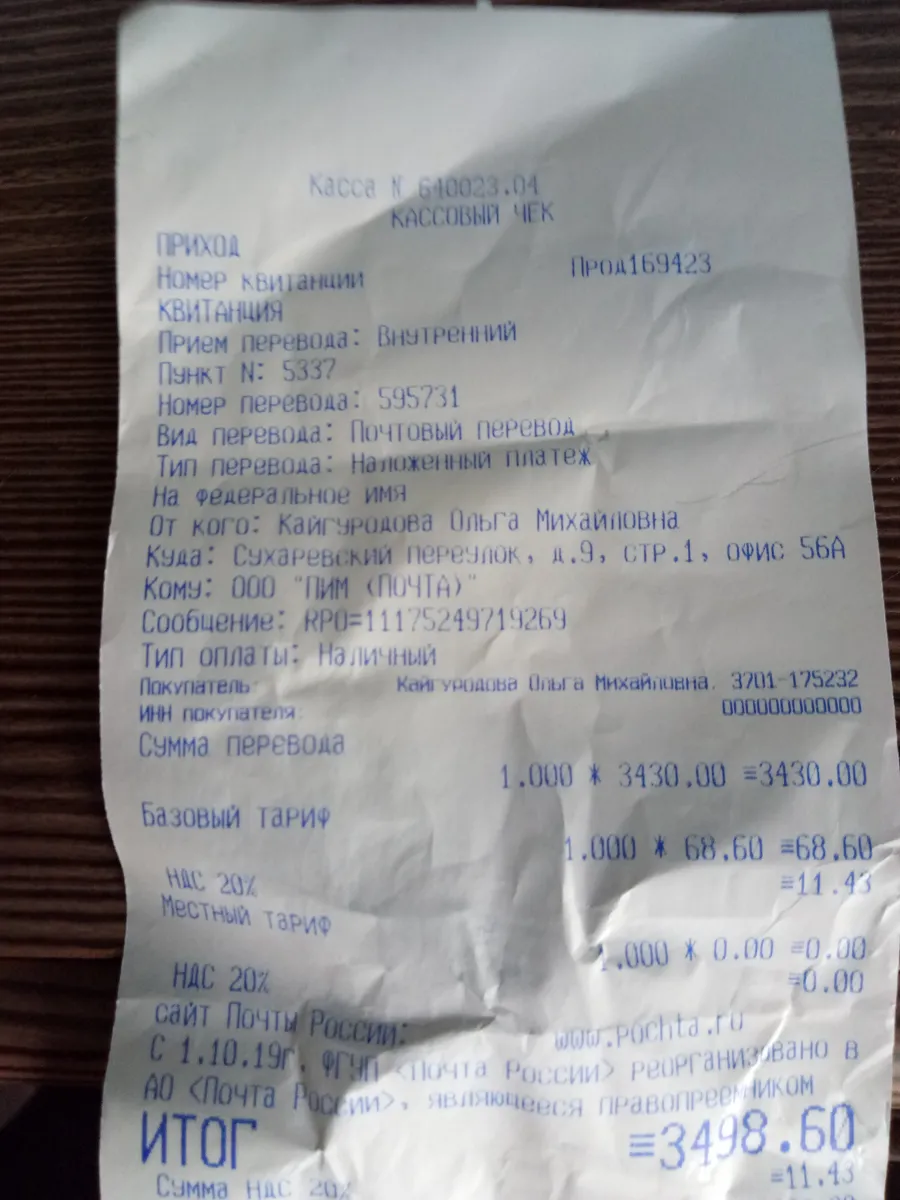 Касса N 640023.04
КАССОВЫЙ ЧЕК
ПРИХОД
Номер квитанции Прод169423
КВИТАНЦИЯ
Прием перевода: Внутренний
Пункт N: 5337
Номер перевода: 595731
Вид перевода: Почтовый перевод
Тип перевода: Наложенный платеж
На федеральное имя
От кого: Кайгуродова Ольга Михайловна
Куда: Сухаревский переулок, д.9, стр.1, офис 56А
Кому: ООО "ПИМ (ПОЧТА)"
Сообщение: RPO=11175249719269
Тип оплаты: Наличный
Покупатель: Кайгуродова Ольга Михайловна. 3701-175232
ИНН покупателя: 000000000000
Сумма перевода
1.000 * 3430.00 ≡3430.00
Базовый тариф
1.000 * 68.60 ≡68.60
НДС 20% ≡11.43
Местный тариф
1.000 * 0.00 ≡0.00
НДС 20% ≡0.00
сайт Почты России: www.pochta.ru
С 1.10.19г. ФГУП <Почта России> реорганизовано в
АО <Почта России>, являющееся правопреемником
ИТОГ ≡3498.60
Сумма НДС 20% ≡11.43